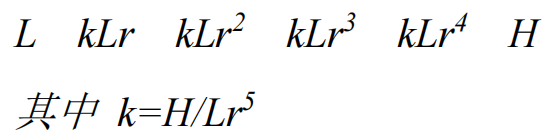 L kLr kLr² kLr³ kLr⁴ H
其中 k=H/Lr⁵